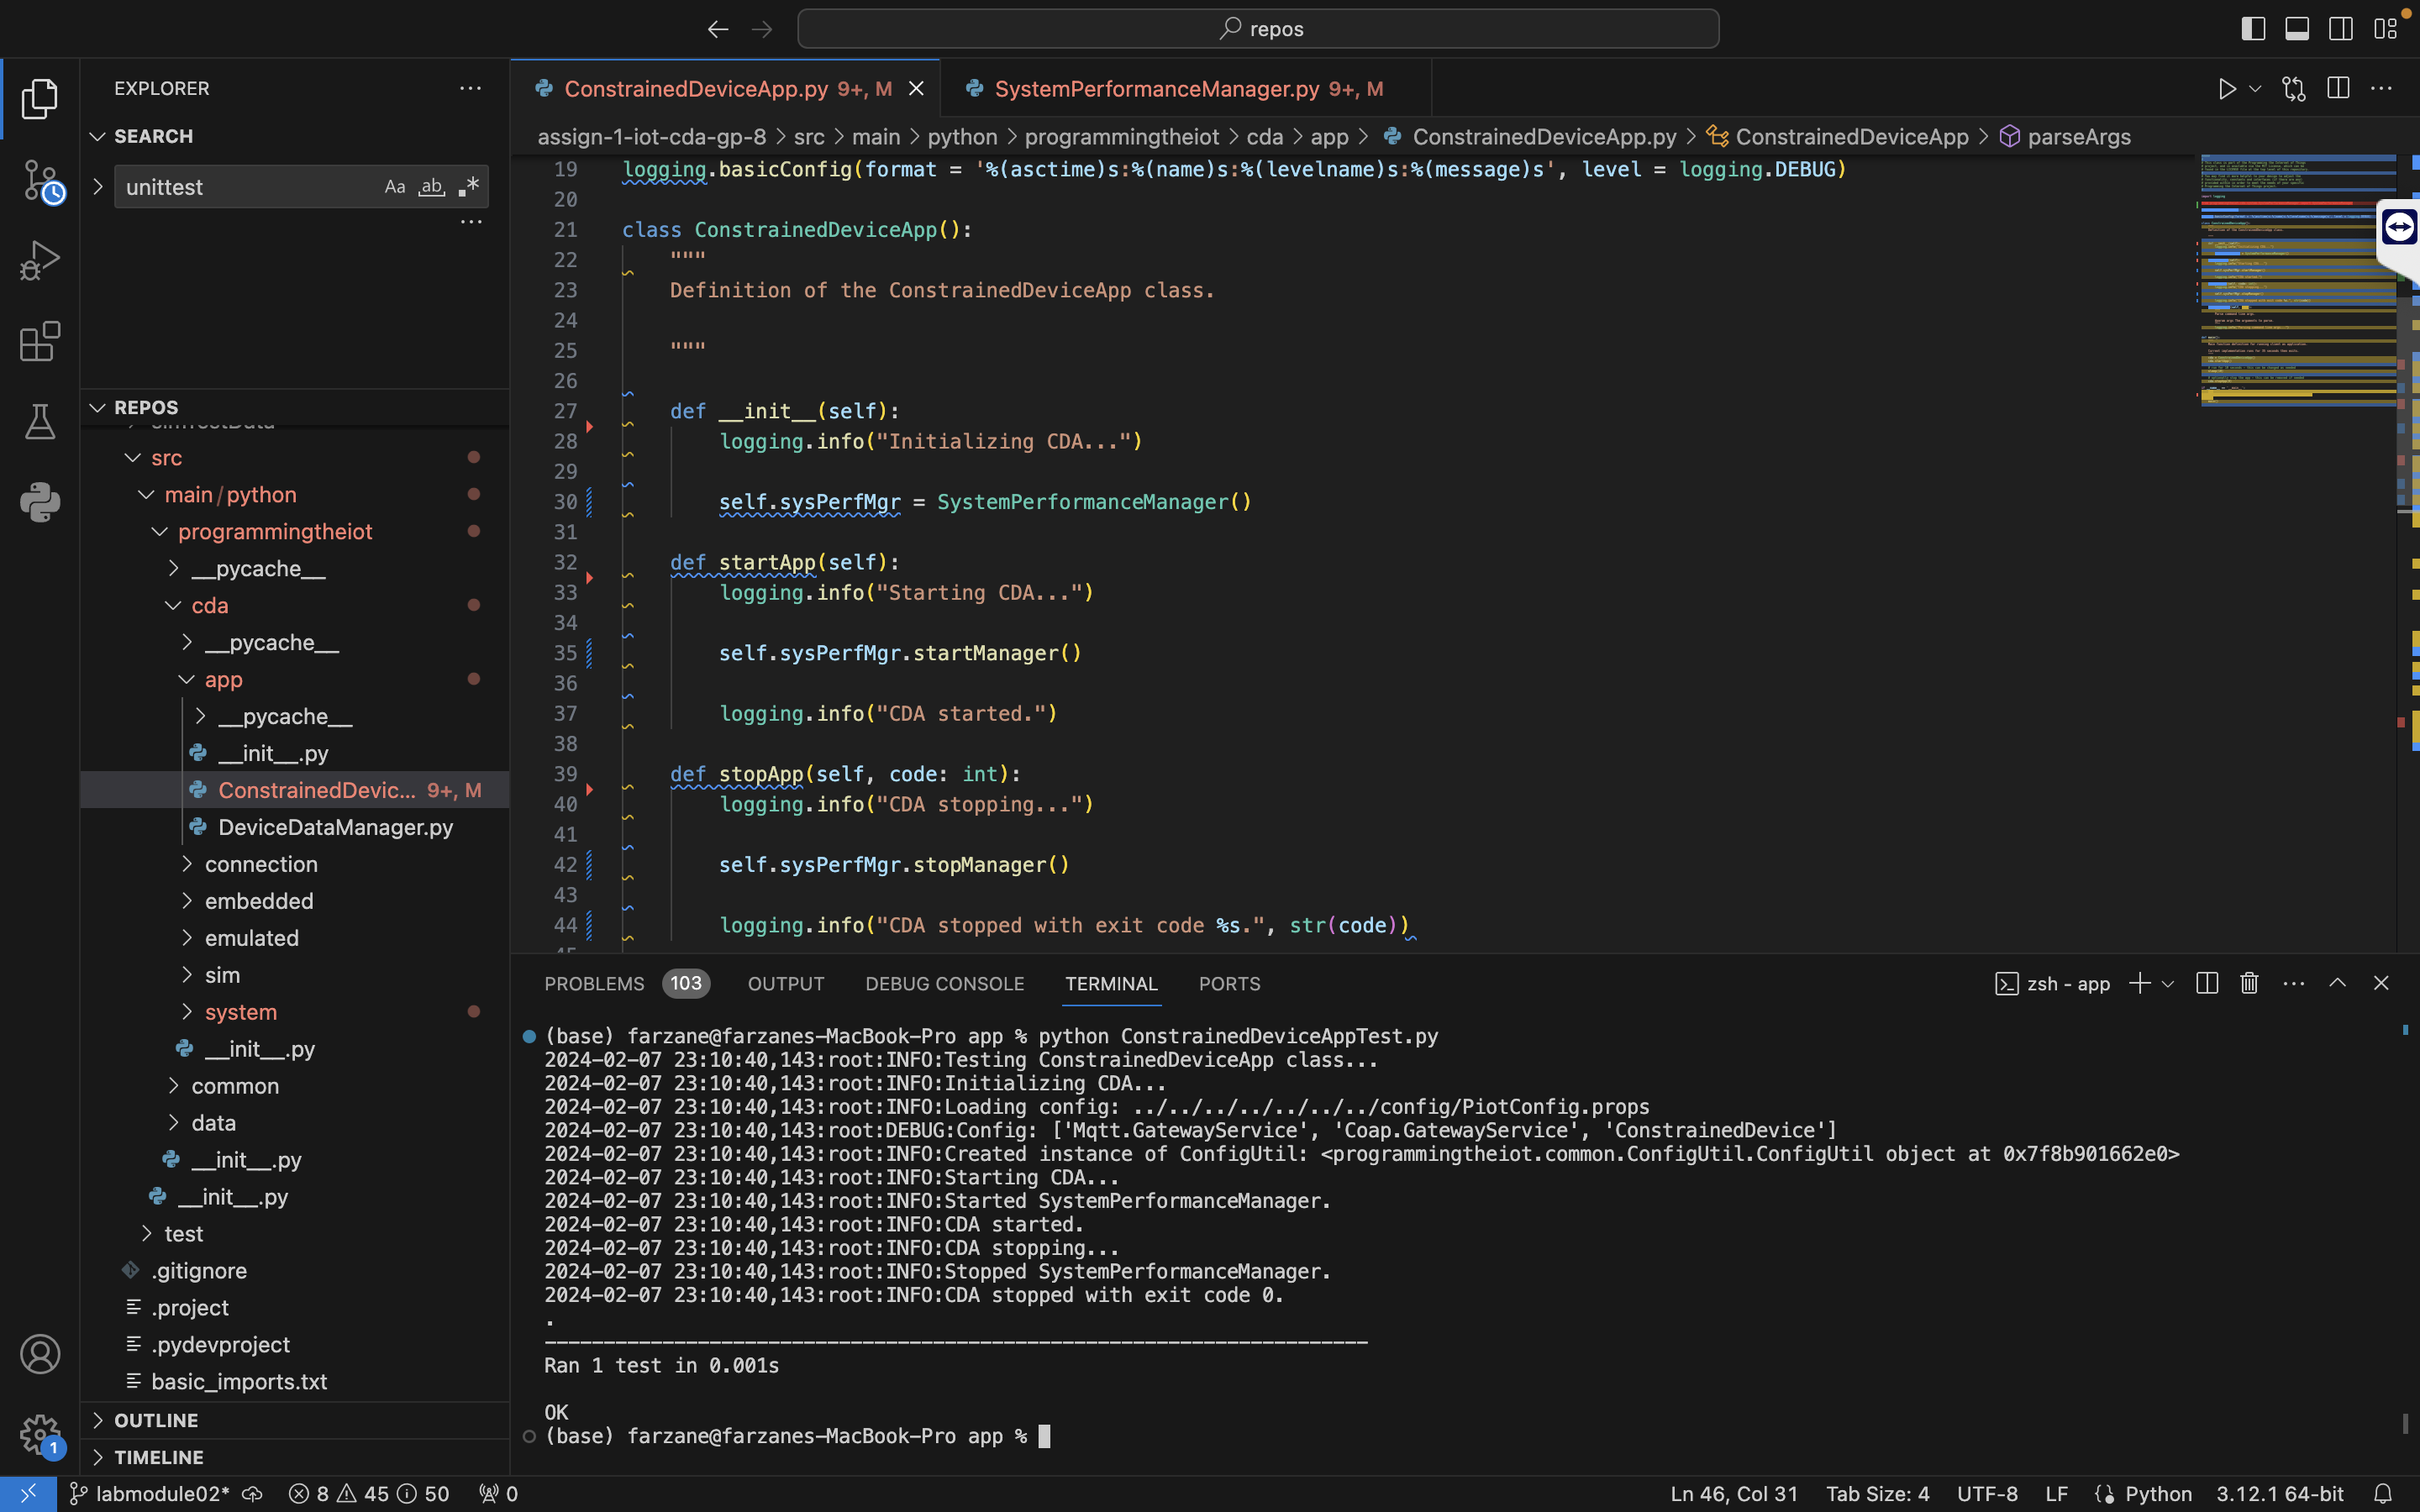 repos
EXPLORER
SEARCH
unittest
Aa ab .*
REPOS
src
main/python
programmingtheiot
__pycache__
cda
__pycache__
app
__pycache__
__init__.py
ConstrainedDevic... 9+, M
DeviceDataManager.py
connection
embedded
emulated
sim
system
__init__.py
common
data
__init__.py
__init__.py
test
.gitignore
.project
.pydevproject
basic_imports.txt
OUTLINE
TIMELINE
1
ConstrainedDeviceApp.py 9+, M
SystemPerformanceManager.py 9+, M
assign-1-iot-cda-gp-8 > src > main > python > programmingtheiot > cda > app > ConstrainedDeviceApp.py > ConstrainedDeviceApp > parseArgs
19 logging.basicConfig(format = '%(asctime)s:%(name)s:%(levelname)s:%(message)s', level = logging.DEBUG)
20
21 class ConstrainedDeviceApp():
22 """
23 Definition of the ConstrainedDeviceApp class.
24
25 """
26
27 def __init__(self):
28 logging.info("Initializing CDA...")
29
30 self.sysPerfMgr = SystemPerformanceManager()
31
32 def startApp(self):
33 logging.info("Starting CDA...")
34
35 self.sysPerfMgr.startManager()
36
37 logging.info("CDA started.")
38
39 def stopApp(self, code: int):
40 logging.info("CDA stopping...")
41
42 self.sysPerfMgr.stopManager()
43
44 logging.info("CDA stopped with exit code %s.", str(code))
PROBLEMS 103 OUTPUT DEBUG CONSOLE TERMINAL PORTS
zsh - app
(base) farzane@farzanes-MacBook-Pro app % python ConstrainedDeviceAppTest.py
2024-02-07 23:10:40,143:root:INFO:Testing ConstrainedDeviceApp class...
2024-02-07 23:10:40,143:root:INFO:Initializing CDA...
2024-02-07 23:10:40,143:root:INFO:Loading config: ../../../../../../../config/PiotConfig.props
2024-02-07 23:10:40,143:root:DEBUG:Config: ['Mqtt.GatewayService', 'Coap.GatewayService', 'ConstrainedDevice']
2024-02-07 23:10:40,143:root:INFO:Created instance of ConfigUtil: <programmingtheiot.common.ConfigUtil.ConfigUtil object at 0x7f8b901662e0>
2024-02-07 23:10:40,143:root:INFO:Starting CDA...
2024-02-07 23:10:40,143:root:INFO:Started SystemPerformanceManager.
2024-02-07 23:10:40,143:root:INFO:CDA started.
2024-02-07 23:10:40,143:root:INFO:CDA stopping...
2024-02-07 23:10:40,143:root:INFO:Stopped SystemPerformanceManager.
2024-02-07 23:10:40,143:root:INFO:CDA stopped with exit code 0.
.
----------------------------------------------------------------------
Ran 1 test in 0.001s
OK
(base) farzane@farzanes-MacBook-Pro app %
labmodule02* 8 45 50 0
Ln 46, Col 31 Tab Size: 4 UTF-8 LF Python 3.12.1 64-bit